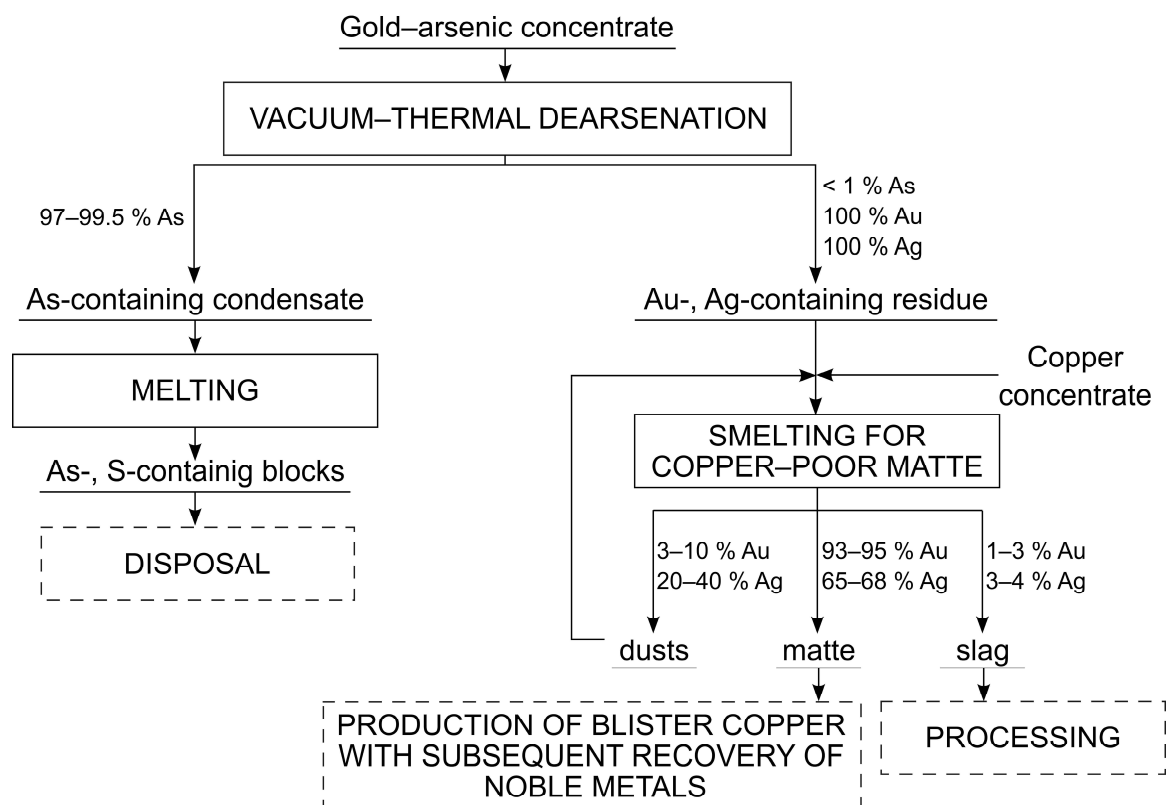 Gold–arsenic concentrate
VACUUM–THERMAL DEARSENATION
97–99.5 % As
< 1 % As
100 % Au
100 % Ag
As-containing condensate
Au-, Ag-containing residue
MELTING
Copper
concentrate
SMELTING FOR
COPPER–POOR MATTE
As-, S-containig blocks
DISPOSAL
3–10 % Au
20–40 % Ag
93–95 % Au
65–68 % Ag
1–3 % Au
3–4 % Ag
dusts
matte
slag
PRODUCTION OF BLISTER COPPER
WITH SUBSEQUENT RECOVERY OF
NOBLE METALS
PROCESSING